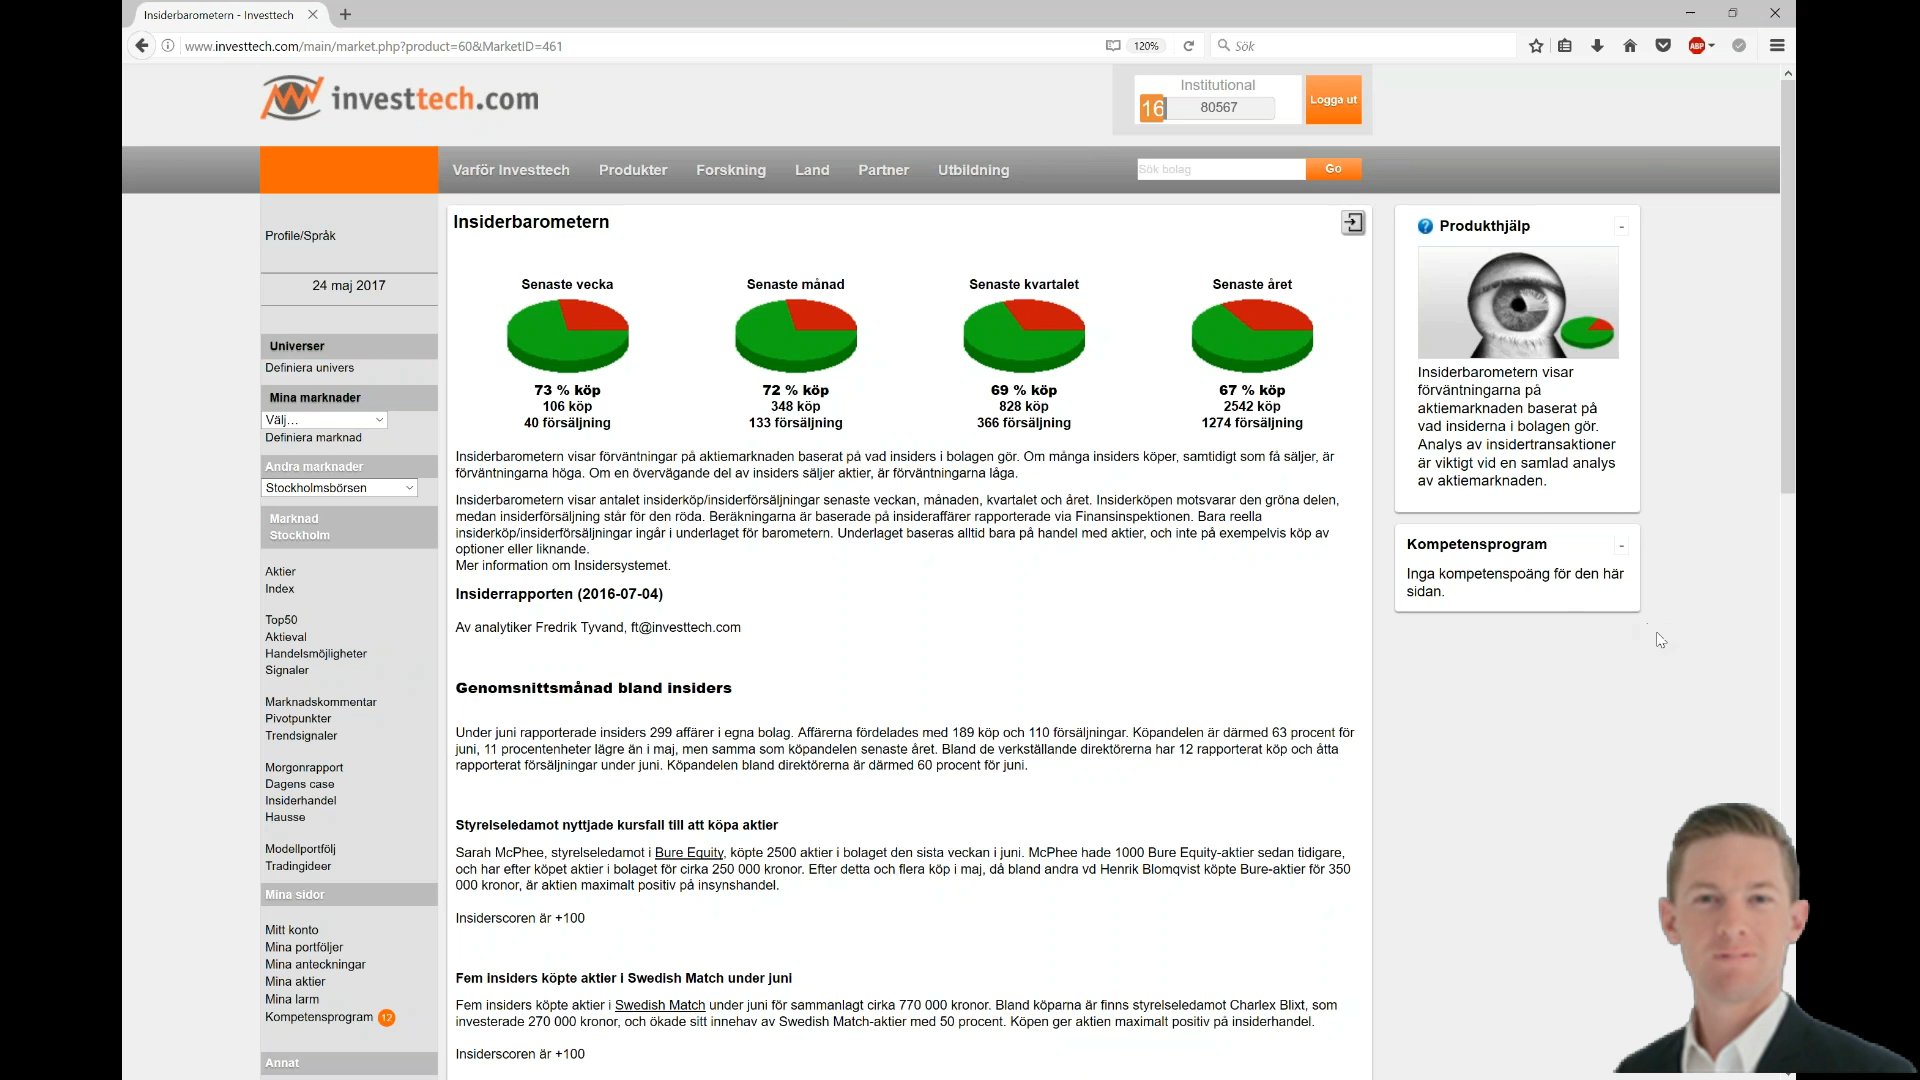 Insiderbarometern - Investtech
www.investtech.com/main/market.php?product=60&MarketID=461
120%
Sök
ABP
investtech.com
Institutional
16
80567
Logga ut
Varför Investtech
Produkter
Forskning
Land
Partner
Utbildning
Sök bolag
Go
Profile/Språk
24 maj 2017
Universer
Definiera univers
Mina marknader
Välj...
Definiera marknad
Andra marknader
Stockholmsbörsen
Marknad
Stockholm
Aktier
Index
Top50
Aktieval
Handelsmöjligheter
Signaler
Marknadskommentar
Pivotpunkter
Trendsignaler
Morgonrapport
Dagens case
Insiderhandel
Hausse
Modellportfölj
Tradingideer
Mina sidor
Mitt konto
Mina portföljer
Mina anteckningar
Mina aktier
Mina larm
Kompetensprogram 12
Annat
Insiderbarometern
Senaste vecka
73 % köp
106 köp
40 försäljning
Senaste månad
72 % köp
348 köp
133 försäljning
Senaste kvartalet
69 % köp
828 köp
366 försäljning
Senaste året
67 % köp
2542 köp
1274 försäljning
Insiderbarometern visar förväntningar på aktiemarknaden baserat på vad insiders i bolagen gör. Om många insiders köper, samtidigt som få säljer, är
förväntningarna höga. Om en övervägande del av insiders säljer aktier, är förväntningarna låga.
Insiderbarometern visar antalet insiderköp/insiderförsäljningar senaste veckan, månaden, kvartalet och året. Insiderköpen motsvarar den gröna delen,
medan insiderförsäljning står för den röda. Beräkningarna är baserade på insideraffärer rapporterade via Finansinspektionen. Bara reella
insiderköp/insiderförsäljningar ingår i underlaget för barometern. Underlaget baseras alltid bara på handel med aktier, och inte på exempelvis köp av
optioner eller liknande.
Mer information om Insidersystemet.
Insiderrapporten (2016-07-04)
Av analytiker Fredrik Tyvand, ft@investtech.com
Genomsnittsmånad bland insiders
Under juni rapporterade insiders 299 affärer i egna bolag. Affärerna fördelades med 189 köp och 110 försäljningar. Köpandelen är därmed 63 procent för
juni, 11 procentenheter lägre än i maj, men samma som köpandelen senaste året. Bland de verkställande direktörerna har 12 rapporterat köp och åtta
rapporterat försäljningar under juni. Köpandelen bland direktörerna är därmed 60 procent för juni.
Styrelseledamot nyttjade kursfall till att köpa aktier
Sarah McPhee, styrelseledamot i Bure Equity, köpte 2500 aktier i bolaget den sista veckan i juni. McPhee hade 1000 Bure Equity-aktier sedan tidigare,
och har efter köpet aktier i bolaget för cirka 250 000 kronor. Efter detta och flera köp i maj, då bland andra vd Henrik Blomqvist köpte Bure-aktier för 350
000 kronor, är aktien maximalt positiv på insynshandel.
Insiderscoren är +100
Fem insiders köpte aktier i Swedish Match under juni
Fem insiders köpte aktier i Swedish Match under juni för sammanlagt cirka 770 000 kronor. Bland köparna är finns styrelseledamot Charlex Blixt, som
investerade 270 000 kronor, och ökade sitt innehav av Swedish Match-aktier med 50 procent. Köpen ger aktien maximalt positiv på insiderhandel.
Insiderscoren är +100
Produkthjälp
Insiderbarometern visar
förväntningarna på
aktiemarknaden baserat på
vad insiderna i bolagen gör.
Analys av insidertransaktioner
är viktigt vid en samlad analys
av aktiemarknaden.
Kompetensprogram
Inga kompetenspoäng för den här
sidan.